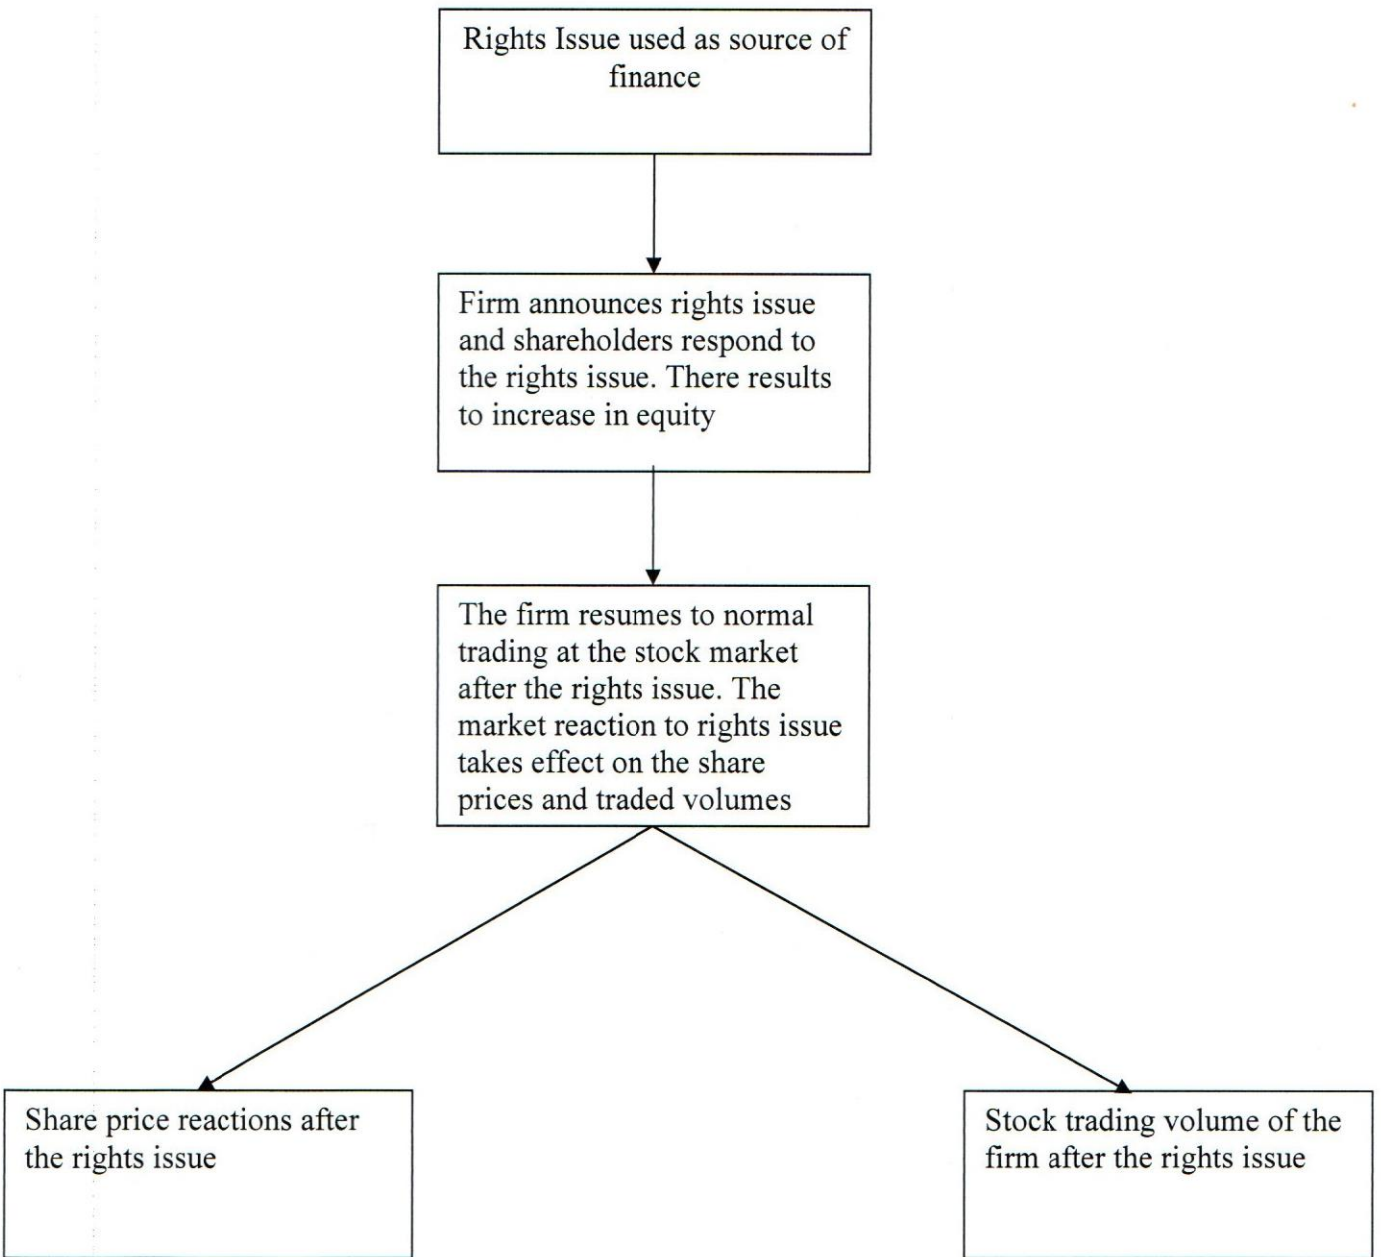 Rights Issue used as source of
finance
Firm announces rights issue
and shareholders respond to
the rights issue. There results
to increase in equity
The firm resumes to normal
trading at the stock market
after the rights issue. The
market reaction to rights issue
takes effect on the share
prices and traded volumes
Share price reactions after
the rights issue
Stock trading volume of the
firm after the rights issue